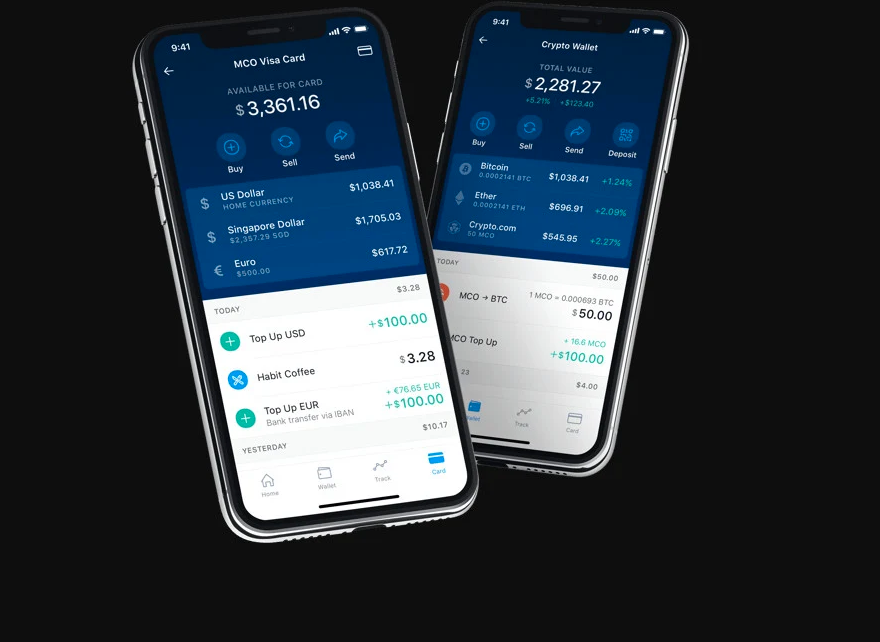 9:41
MCO Visa Card
AVAILABLE FOR CARD
$3,361.16
Buy
Sell
Send
$ US Dollar $1,038.41
HOME CURRENCY
$ Singapore Dollar $1,705.03
$2,357.29 SGD
€ Euro $617.72
$500.00
TODAY $3.28
Top Up USD +$100.00
Habit Coffee $3.28
+ €76.65 EUR
Top Up EUR +$100.00
Bank transfer via IBAN
YESTERDAY $10.17
Home
Wallet
Track
Card
9:41
Crypto Wallet
TOTAL VALUE
$2,281.27
+5.21% +$123.40
Buy
Sell
Send
Deposit
Bitcoin $1,038.41 +1.24%
0.0002141 BTC
Ether $696.91 +2.09%
0.0002141 ETH
Crypto.com $545.95 +2.27%
50 MCO
TODAY $50.00
MCO → BTC 1 MCO = 0.000693 BTC
$50.00
MCO Top Up + 16.6 MCO
+$100.00
23 $4.00
Wallet
Track
Card